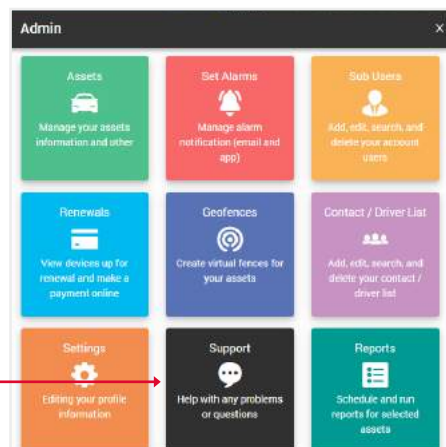 Admin X
Assets
Manage your assets
information and other
Set Alarms
Manage alarm
notification (email and
app)
Sub Users
Add, edit, search, and
delete your account
users
Renewals
View devices up for
renewal and make a
payment online
Geofences
Create virtual fences for
your assets
Contact / Driver List
Add, edit, search, and
delete your contact /
driver list
Settings
Editing your profile
information
Support
Help with any problems
or questions
Reports
Schedule and run
reports for selected
assets